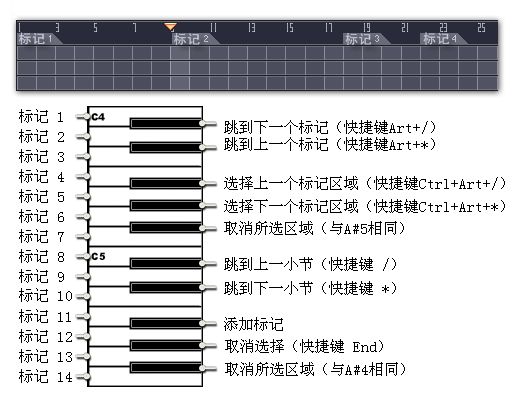 1 3 5 7 9 11 13 15 17 19 21 23 25
标记 1 标记 2 标记 3 标记 4
标记 1
C4
跳到下一个标记（快捷键Art+/）
标记 2
跳到上一个标记（快捷键Art+*）
标记 3
标记 4
选择上一个标记区域（快捷键Ctrl+Art+/）
标记 5
选择下一个标记区域（快捷键Ctrl+Art+*）
标记 6
取消所选区域（与A#5相同）
标记 7
标记 8
C5
跳到上一小节（快捷键 /）
标记 9
跳到下一小节（快捷键 *）
标记 10
标记 11
添加标记
标记 12
取消选择（快捷键 End）
标记 13
取消所选区域（与A#4相同）
标记 14